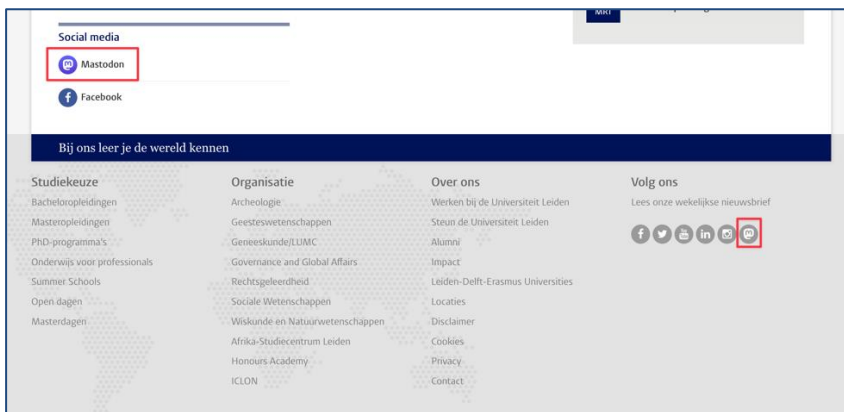 MRI
Social media
Mastodon
Facebook
Bij ons leer je de wereld kennen
Studiekeuze
Bacheloropleidingen
Masteropleidingen
PhD-programma's
Onderwijs voor professionals
Summer Schools
Open dagen
Masterdagen
Organisatie
Archeologie
Geesteswetenschappen
Geneeskunde/LUMC
Governance and Global Affairs
Rechtsgeleerdheid
Sociale Wetenschappen
Wiskunde en Natuurwetenschappen
Afrika-Studiecentrum Leiden
Honours Academy
ICLON
Over ons
Werken bij de Universiteit Leiden
Steun de Universiteit Leiden
Alumni
Impact
Leiden-Delft-Erasmus Universities
Locaties
Disclaimer
Cookies
Privacy
Contact
Volg ons
Lees onze wekelijkse nieuwsbrief